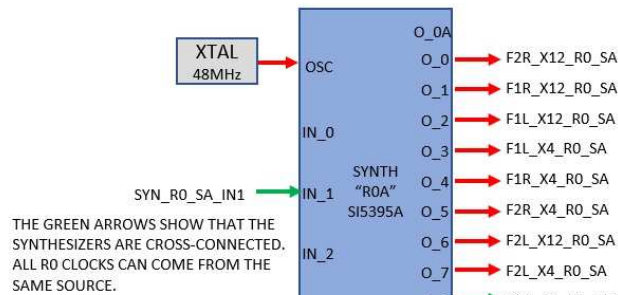 O_0A
XTAL
48MHz
OSC
O_0
F2R_X12_R0_SA
O_1
F1R_X12_R0_SA
O_2
F1L_X12_R0_SA
IN_0
O_3
F1L_X4_R0_SA
SYNTH
"R0A"
SI5395A
O_4
F1R_X4_R0_SA
SYN_R0_SA_IN1
IN_1
O_5
F2R_X4_R0_SA
THE GREEN ARROWS SHOW THAT THE
SYNTHESIZERS ARE CROSS-CONNECTED.
ALL R0 CLOCKS CAN COME FROM THE
SAME SOURCE.
IN_2
O_6
F2L_X12_R0_SA
O_7
F2L_X4_R0_SA